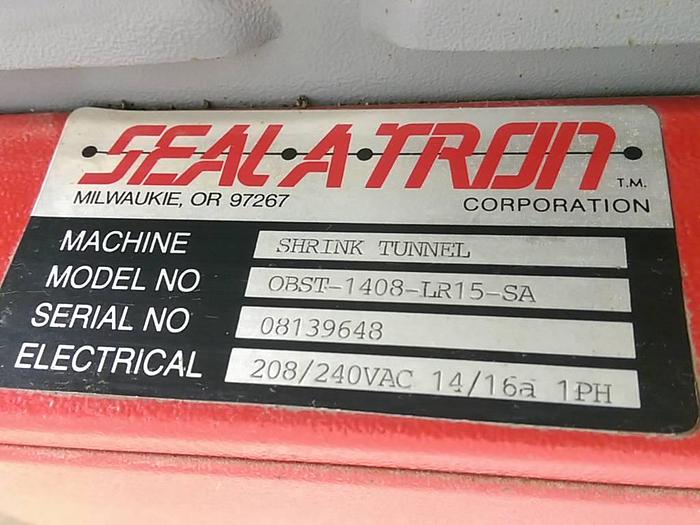 SEAL•A•TRON T.M.
MILWAUKIE, OR 97267 CORPORATION
MACHINE SHRINK TUNNEL
MODEL NO OBST-1408-LR15-SA
SERIAL NO 08139648
ELECTRICAL 208/240VAC 14/16a 1PH